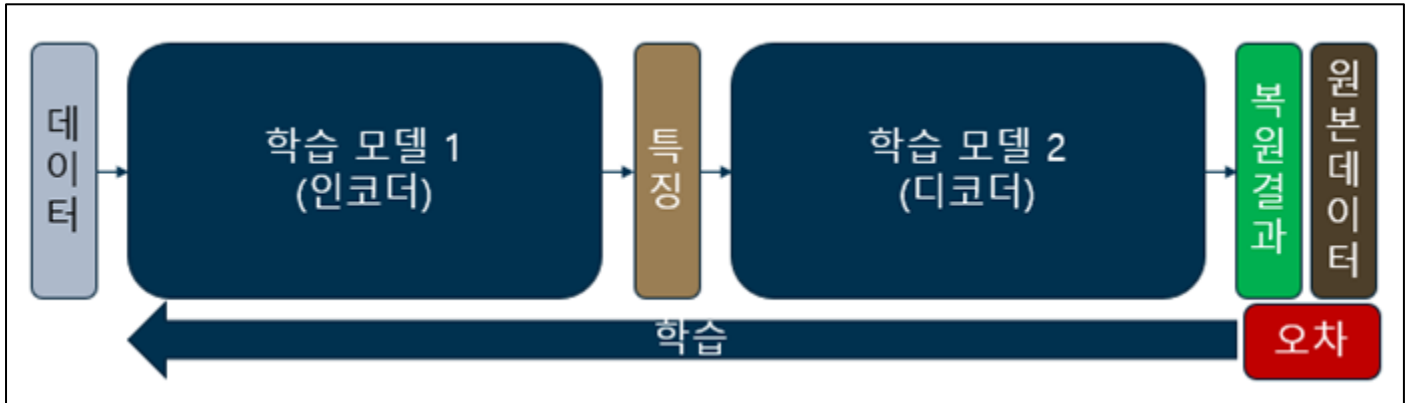 데이터
학습 모델 1
(인코더)
특징
학습 모델 2
(디코더)
복원결과
원본데이터
학습
오차